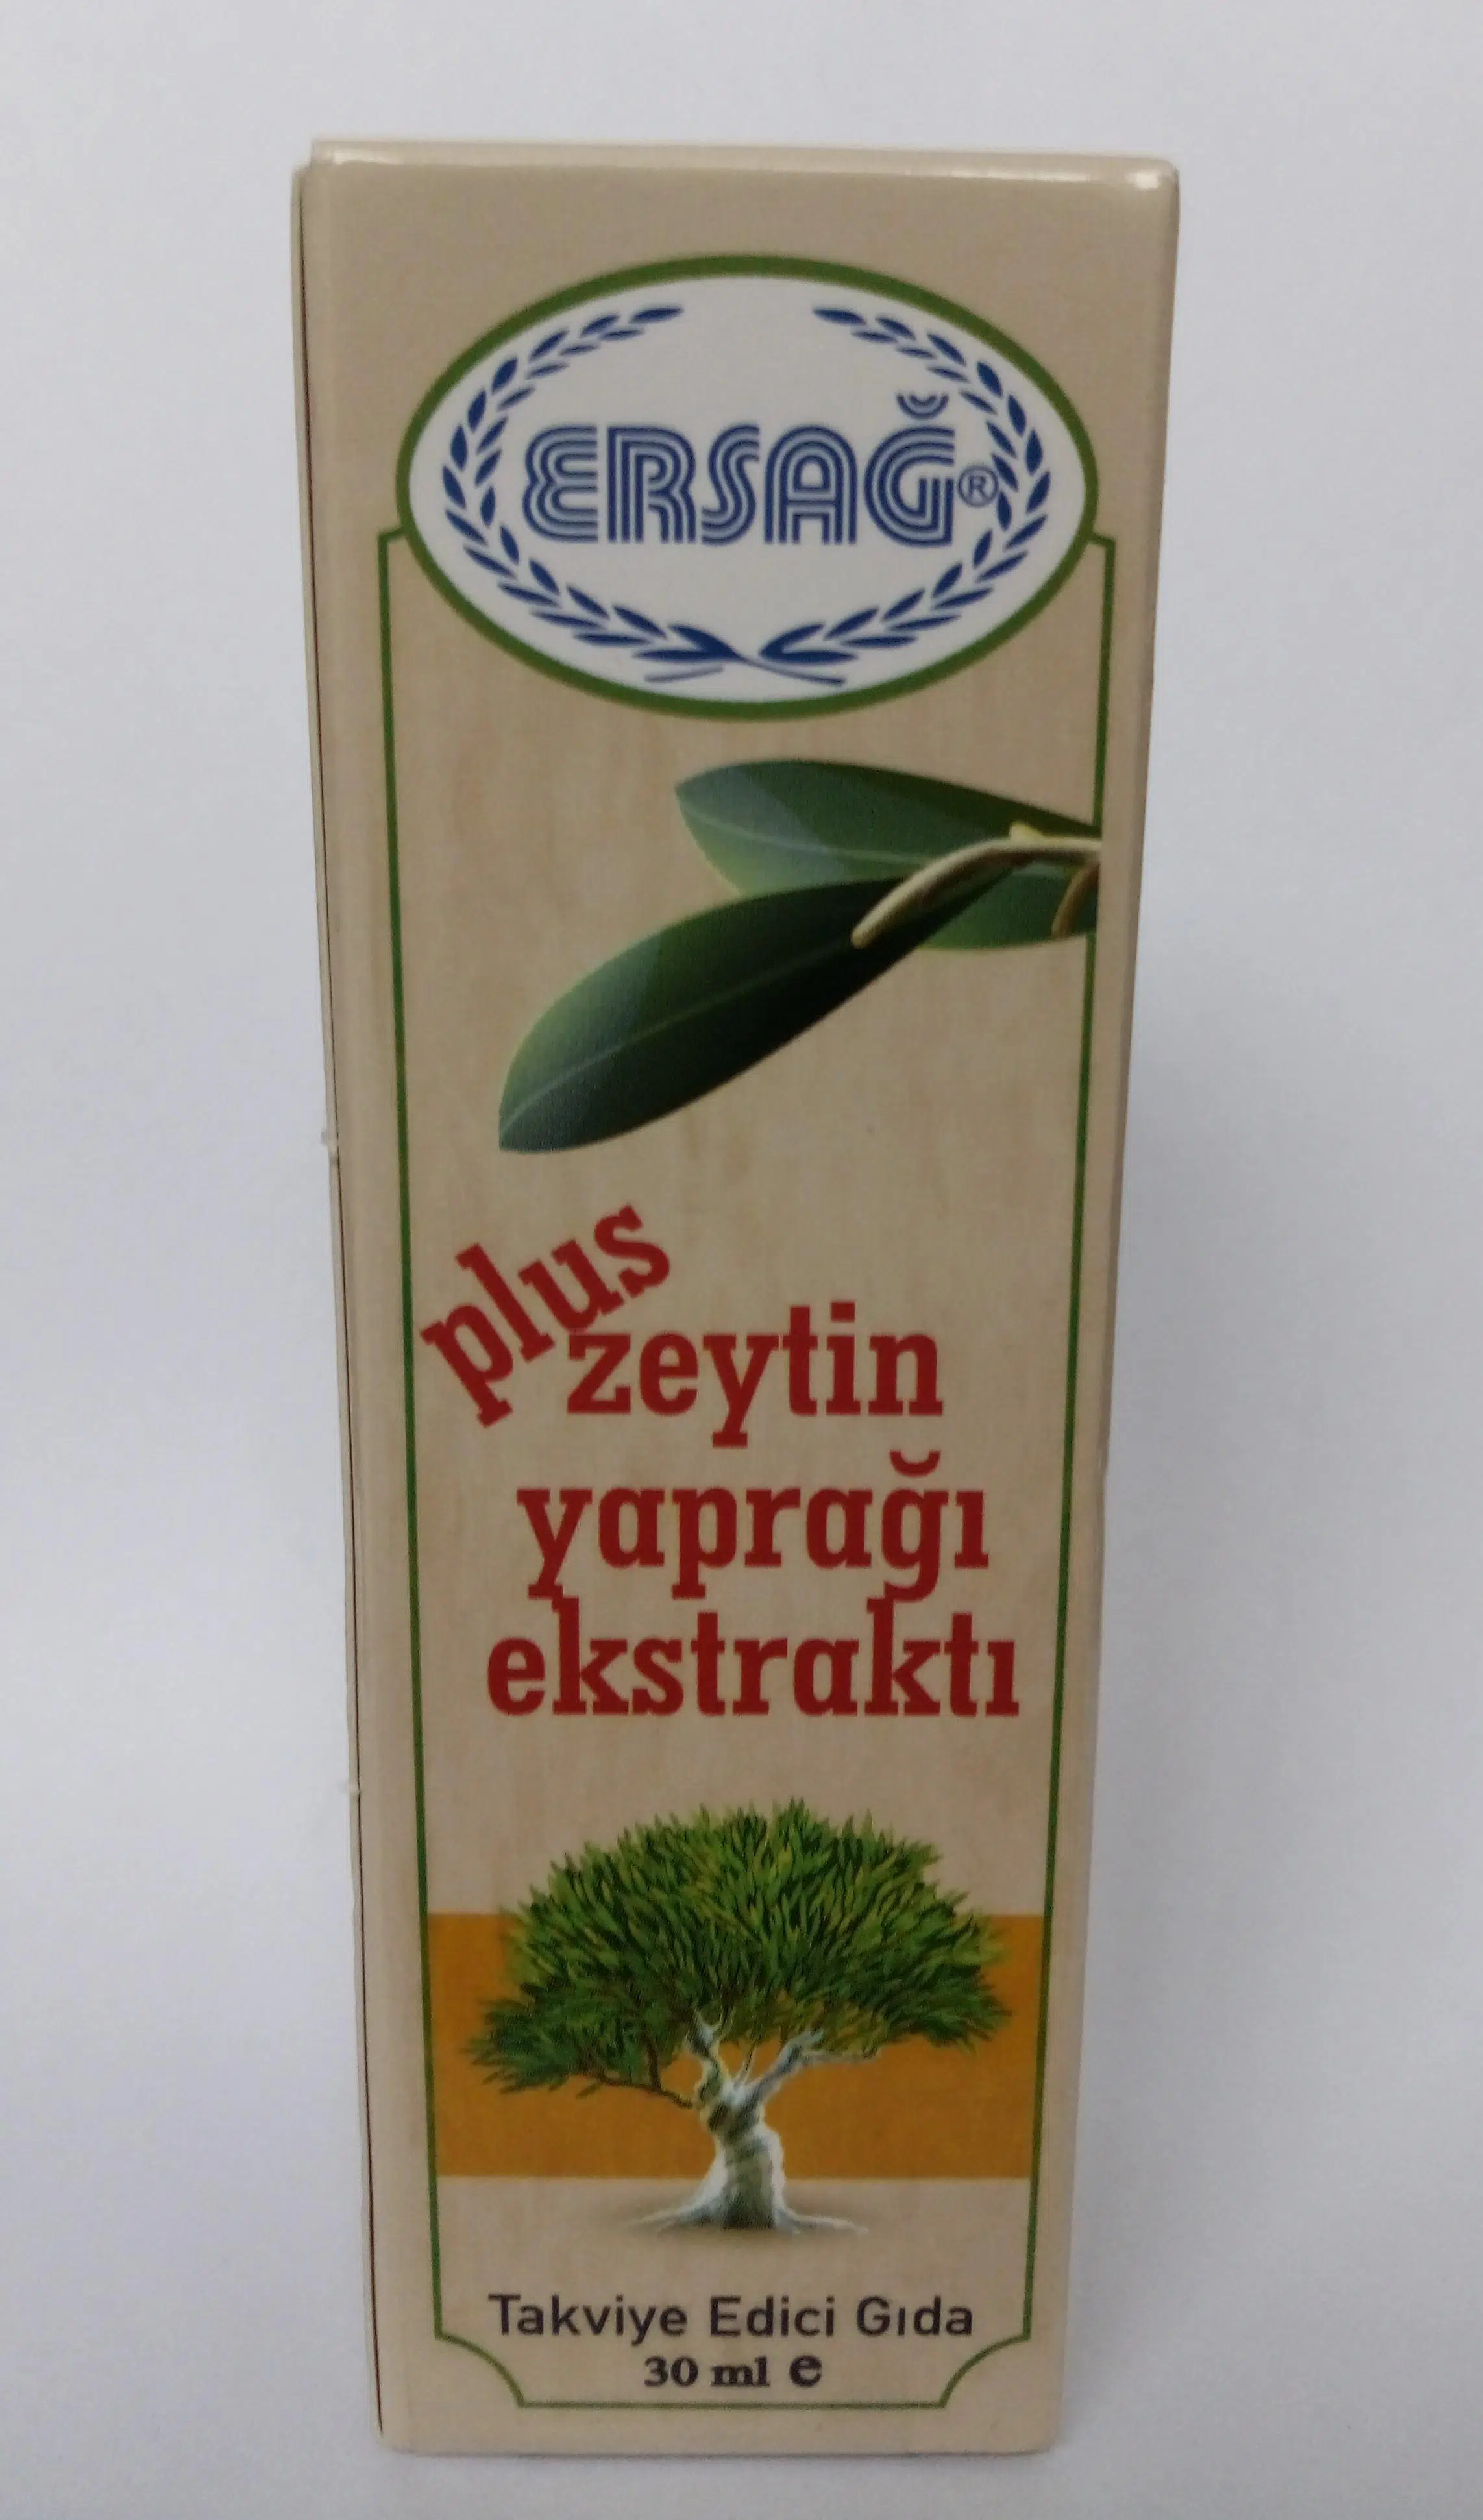 ERSAĞ®
plus
zeytin
yaprağı
ekstraktı
Takviye Edici Gıda
30 ml e